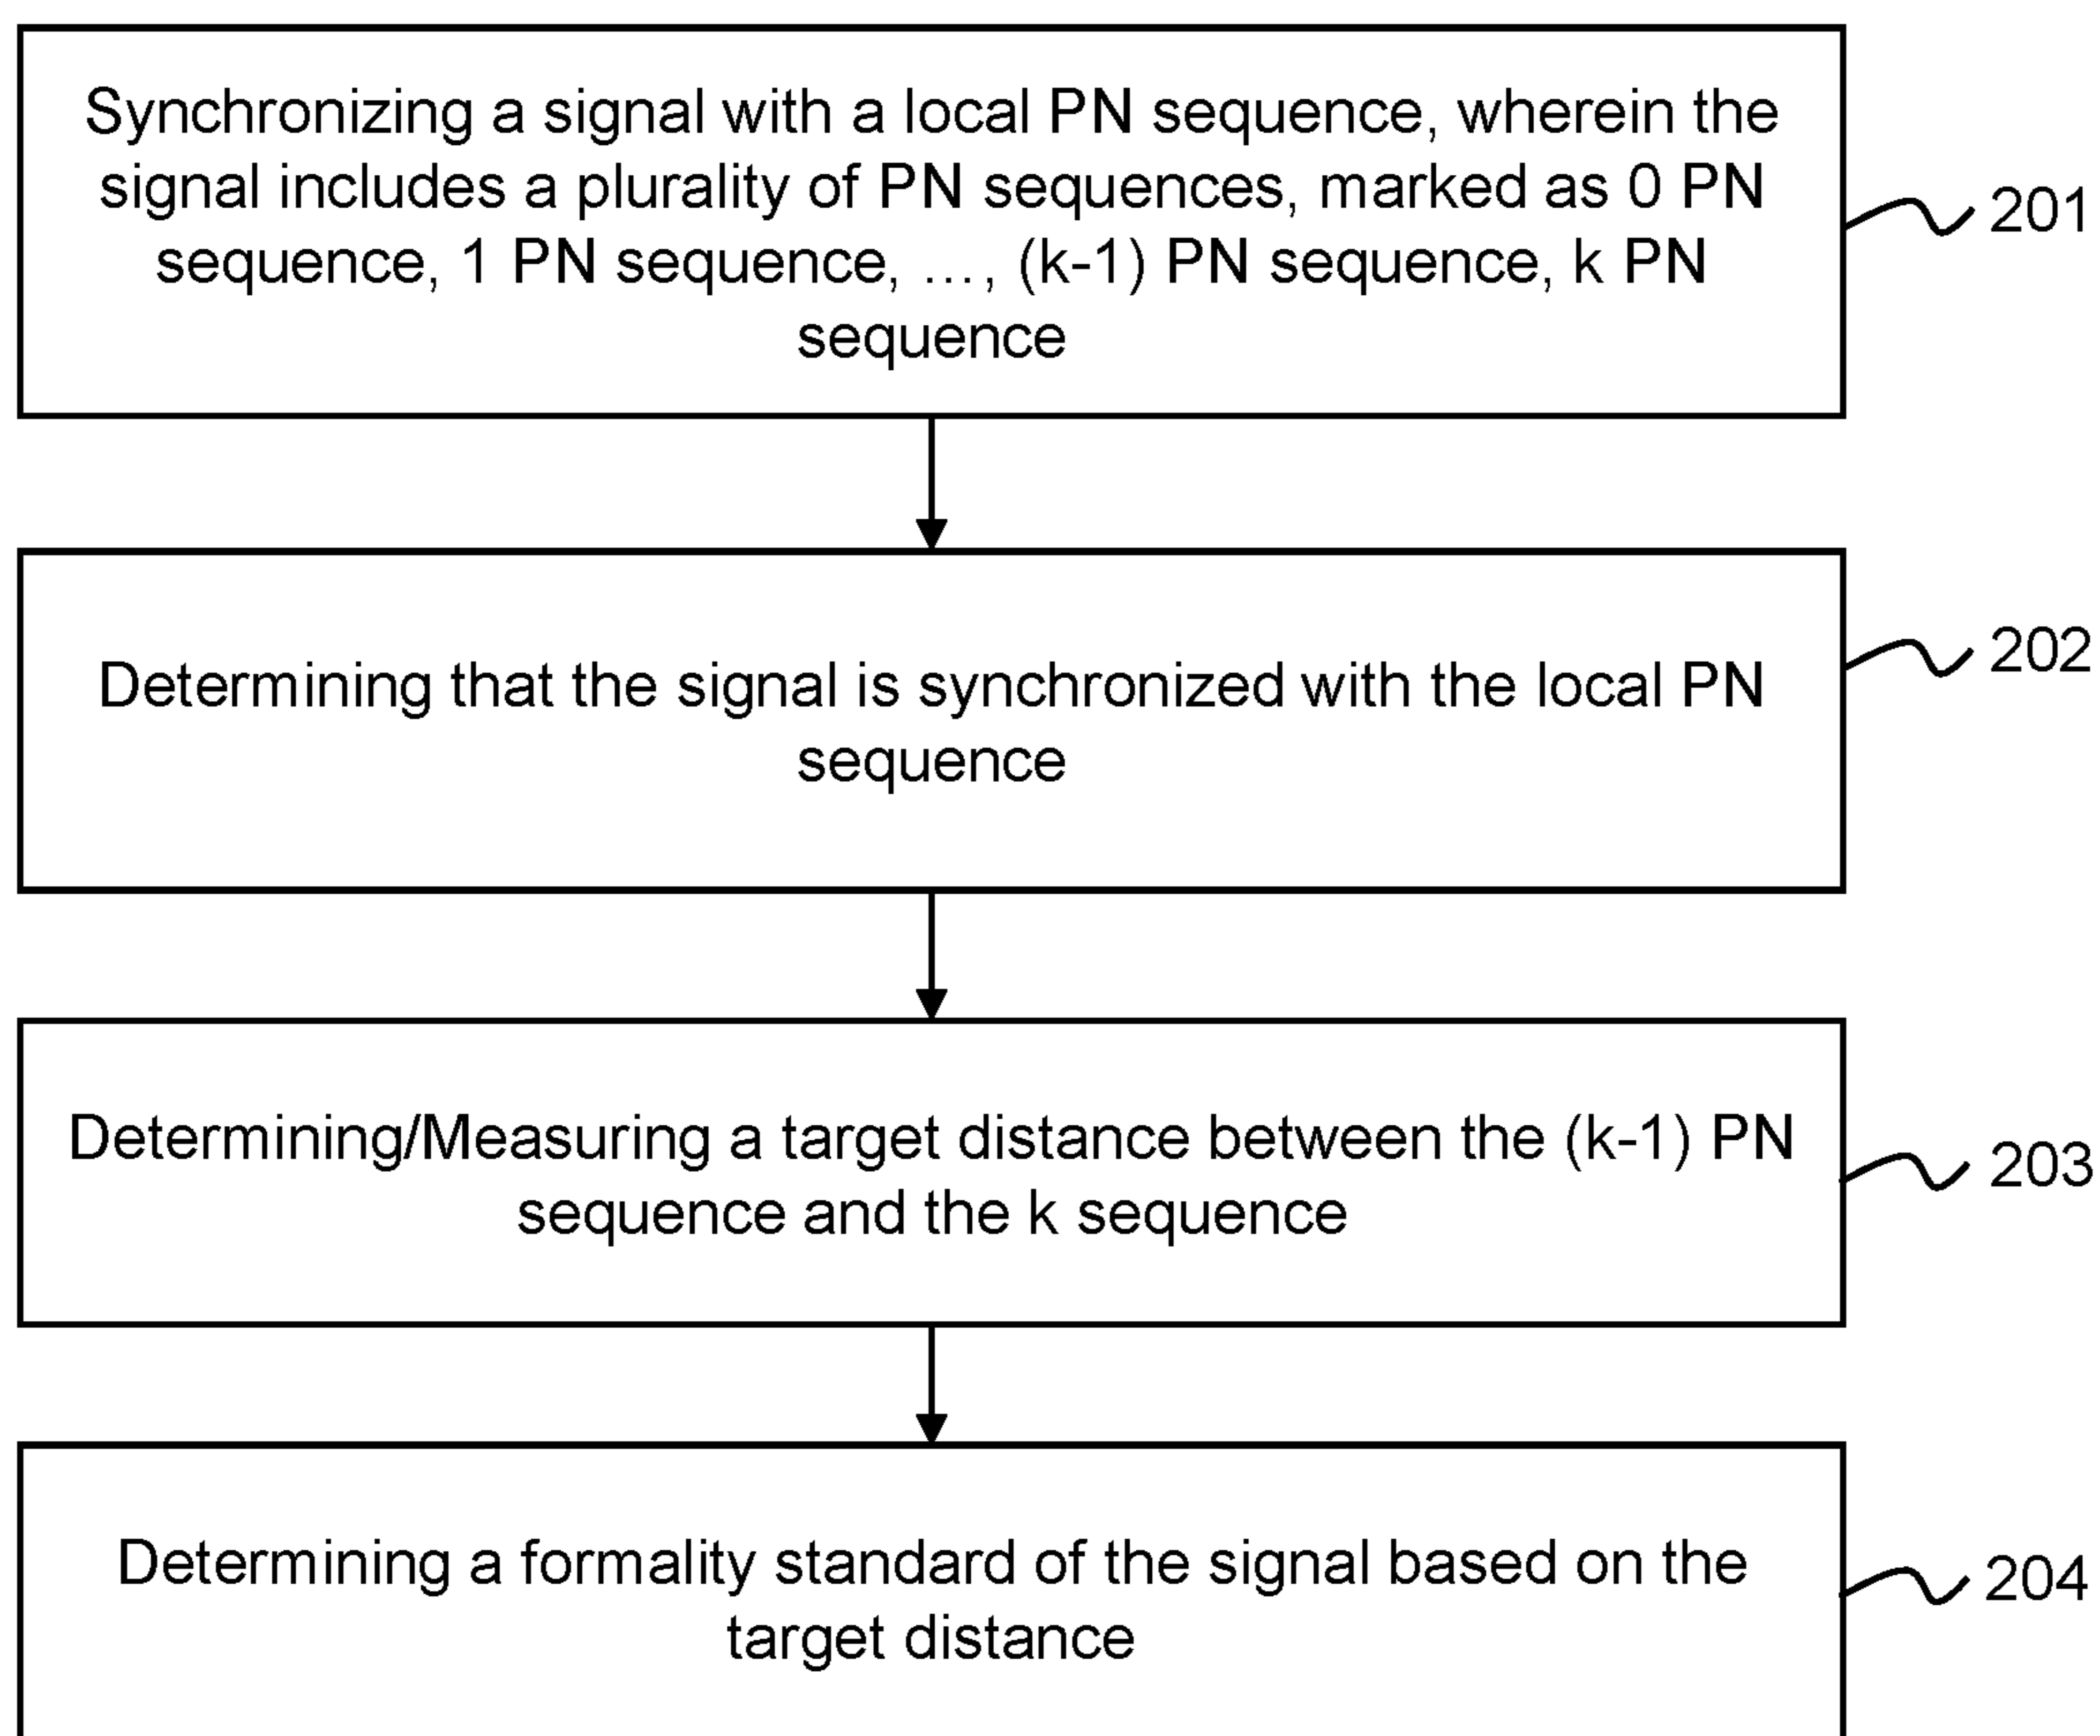 Synchronizing a signal with a local PN sequence, wherein the
signal includes a plurality of PN sequences, marked as 0 PN
sequence, 1 PN sequence, ..., (k-1) PN sequence, k PN
sequence
201
Determining that the signal is synchronized with the local PN
sequence
202
Determining/Measuring a target distance between the (k-1) PN
sequence and the k sequence
203
Determining a formality standard of the signal based on the
target distance
204